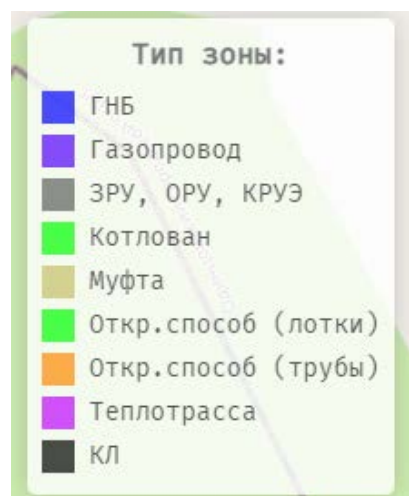 Тип зоны:
ГНБ
Газопровод
ЗРУ, ОРУ, КРУЭ
Котлован
Муфта
Откр.способ (лотки)
Откр.способ (трубы)
Теплотрасса
КЛ